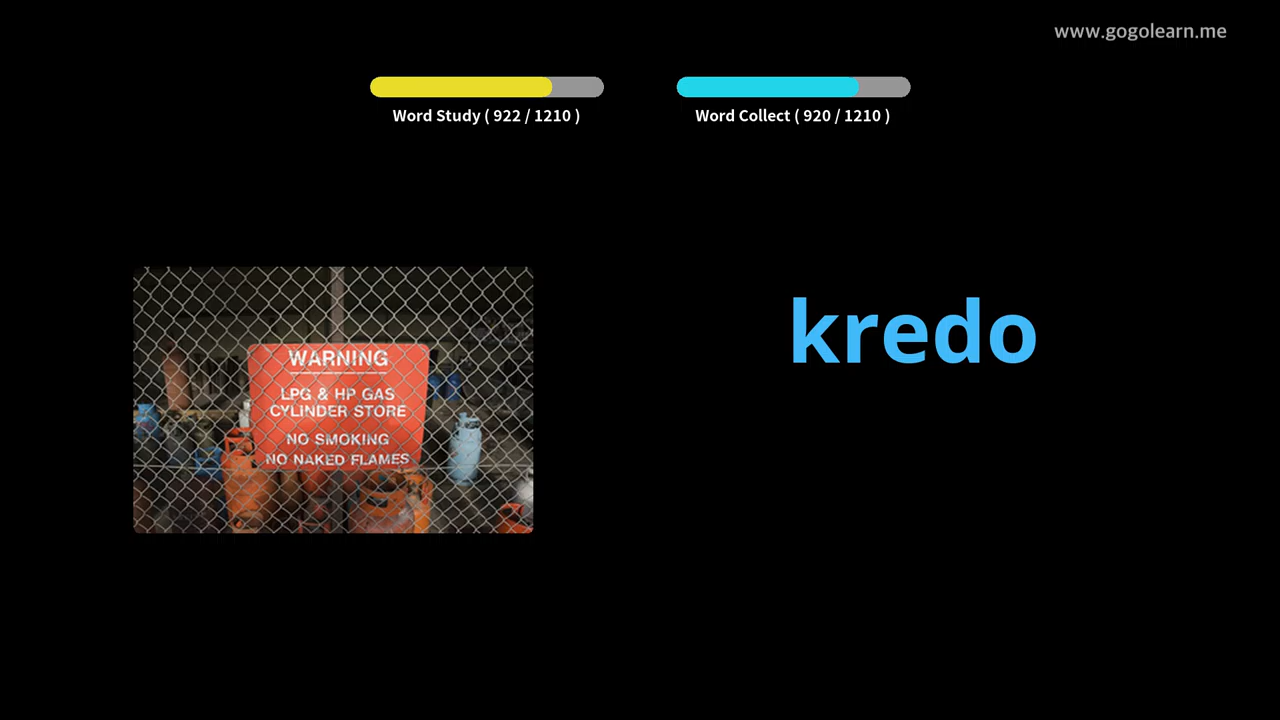 www.gogolearn.me
Word Study ( 922 / 1210 )
Word Collect ( 920 / 1210 )
WARNING
LPG & HP GAS
CYLINDER STORE
NO SMOKING
NO NAKED FLAMES
kredo